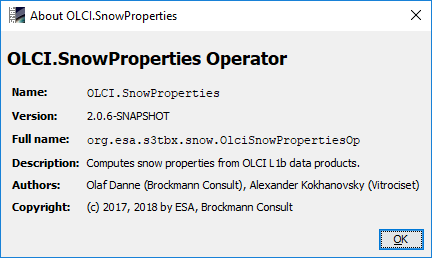 About OLCI.SnowProperties
OLCI.SnowProperties Operator
Name: OLCI.SnowProperties
Version: 2.0.6-SNAPSHOT
Full name: org.esa.s3tbx.snow.OlciSnowPropertiesOp
Description: Computes snow properties from OLCI L1b data products.
Authors: Olaf Danne (Brockmann Consult), Alexander Kokhanovsky (Vitrociset)
Copyright: (c) 2017, 2018 by ESA, Brockmann Consult
OK